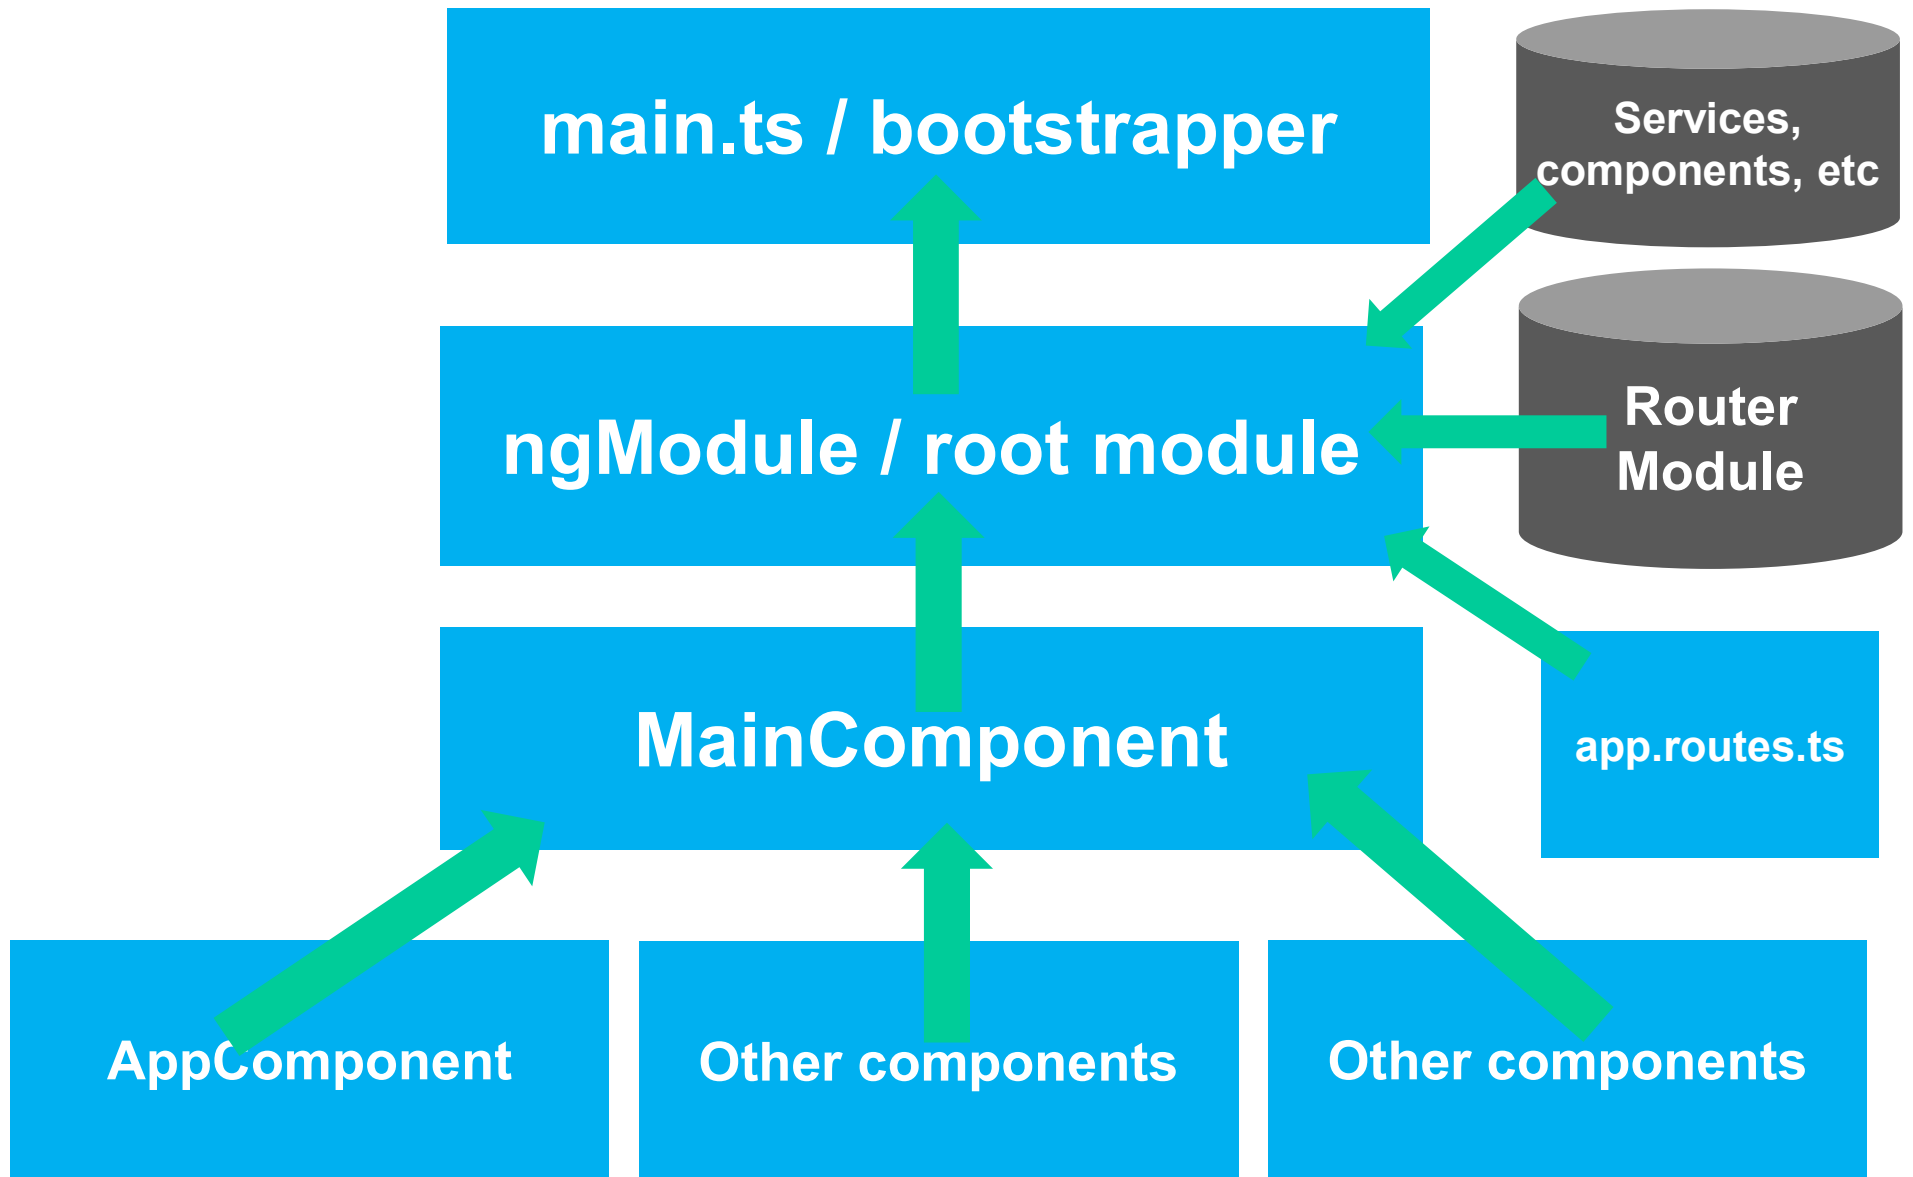 main.ts / bootstrapper
Services,
components, etc
ngModule / root module
Router
Module
MainComponent
app.routes.ts
AppComponent
Other components
Other components